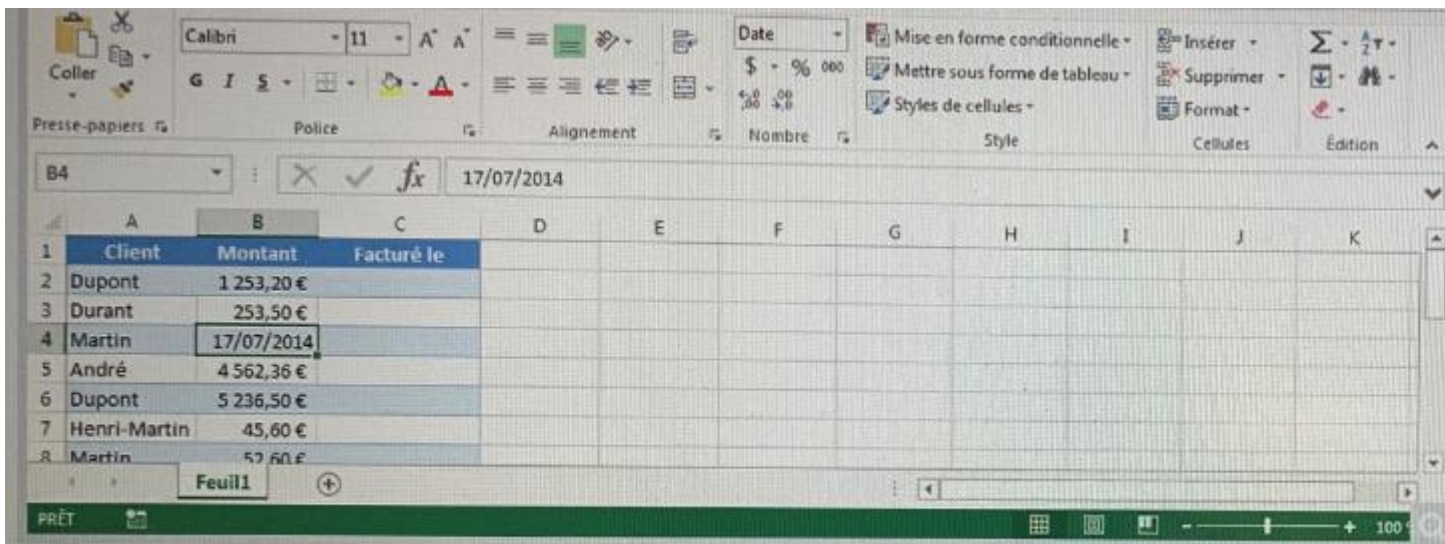 Calibri 11 A A Date Mise en forme conditionnelle Insérer Σ
Coller G I S A $ % 000 Mettre sous forme de tableau Supprimer
Styles de cellules Format
Presse-papiers Police Alignement Nombre Style Cellules Édition
B4 fx 17/07/2014
A B C D E F G H I J K
1 Client Montant Facturé le
2 Dupont 1 253,20 €
3 Durant 253,50 €
4 Martin 17/07/2014
5 André 4 562,36 €
6 Dupont 5 236,50 €
7 Henri-Martin 45,60 €
8 Martin 52,60 €
Feuil1
PRÊT 100